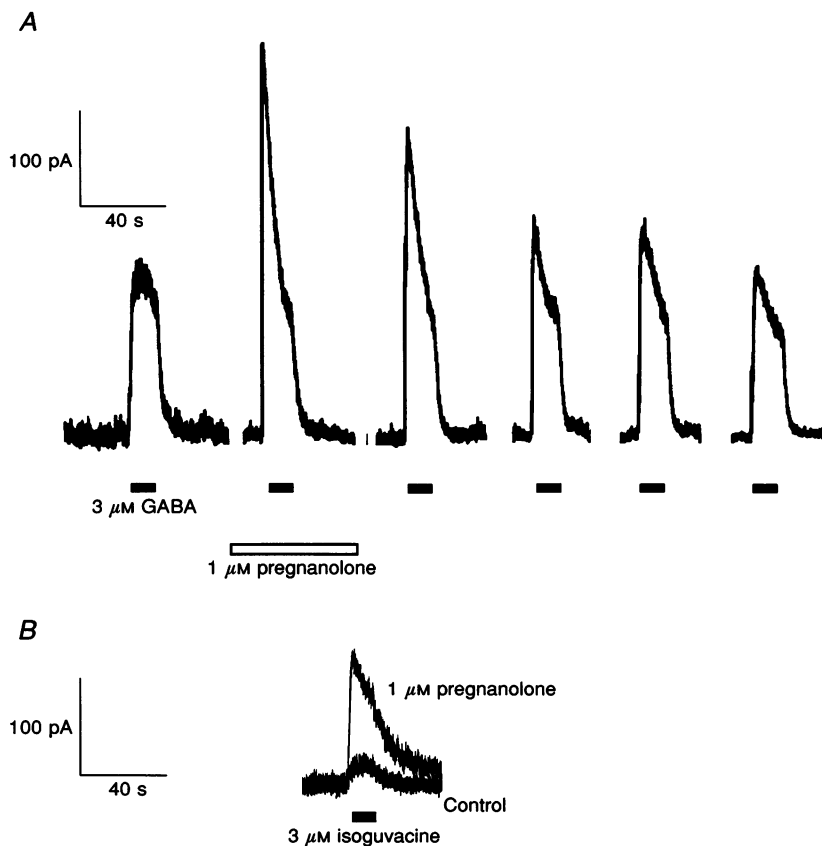 A
100 pA
40 s
3 μM GABA
1 μM pregnanolone
B
1 μM pregnanolone
100 pA
40 s
Control
3 μM isoguvacine